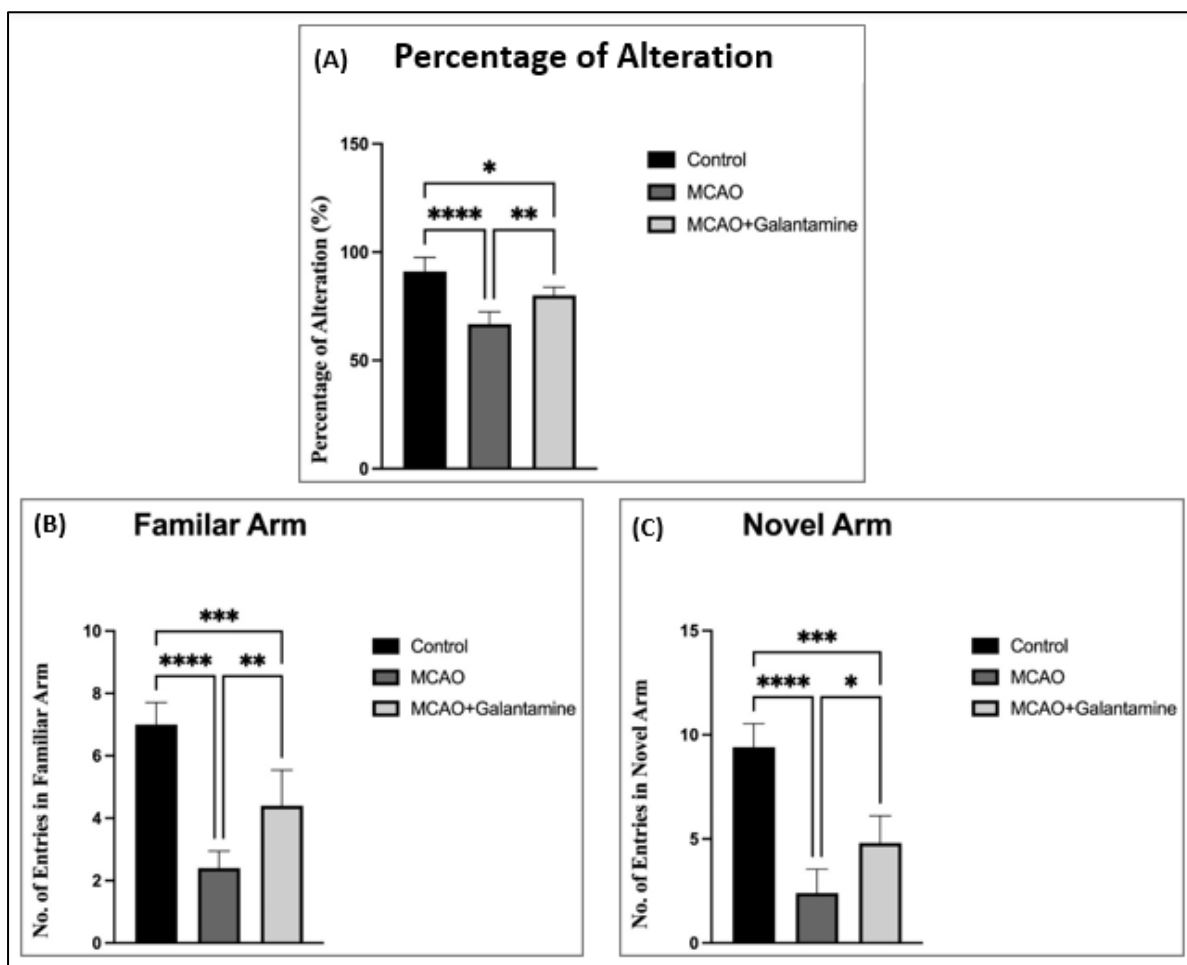 (A) Percentage of Alteration
Percentage of Alteration (%)
150
100
50
0
*
**** **
Control
MCAO
MCAO+Galantamine
(B) Familar Arm
No. of Entries in Familiar Arm
10
8
6
4
2
0
***
**** **
Control
MCAO
MCAO+Galantamine
(C) Novel Arm
No. of Entries in Novel Arm
15
10
5
0
***
**** *
Control
MCAO
MCAO+Galantamine